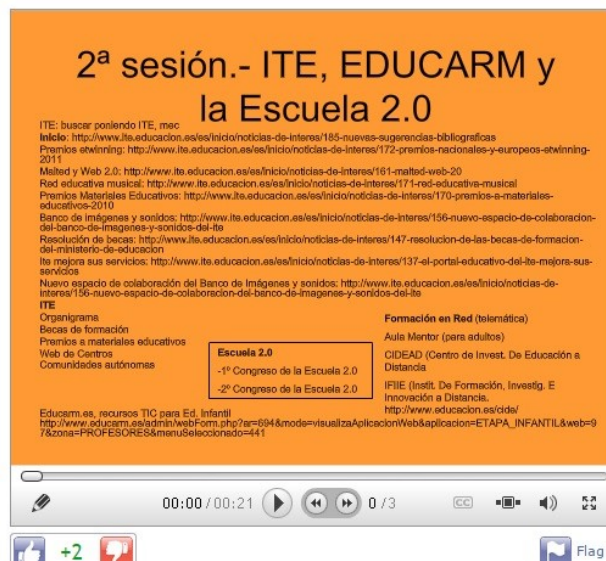 2ª sesión.- ITE, EDUCARM y
la Escuela 2.0
ITE: buscar poniendo ITE, mec
Inicio: http://www.ite.educacion.es/es/inicio/noticias-de-interes/185-nuevas-sugerencias-bibliograficas
Premios etwinning: http://www.ite.educacion.es/es/inicio/noticias-de-interes/172-premios-nacionales-y-europeos-etwinning-
2011
Malted y Web 2.0: http://www.ite.educacion.es/es/inicio/noticias-de-interes/161-malted-web-20
Red educativa musical: http://www.ite.educacion.es/es/inicio/noticias-de-interes/171-red-educativa-musical
Premios Materiales Educativos: http://www.ite.educacion.es/es/inicio/noticias-de-interes/170-premios-a-materiales-
educativos-2010
Banco de imágenes y sonidos: http://www.ite.educacion.es/es/inicio/noticias-de-interes/156-nuevo-espacio-de-colaboracion-
del-banco-de-imagenes-y-sonidos-del-ite
Resolución de becas: http://www.ite.educacion.es/es/inicio/noticias-de-interes/147-resolucion-de-las-becas-de-formacion-
del-ministerio-de-educacion
Ite mejora sus servicios: http://www.ite.educacion.es/es/inicio/noticias-de-interes/137-el-portal-educativo-del-ite-mejora-sus-
servicios
Nuevo espacio de colaboración del Banco de Imágenes y sonidos: http://www.ite.educacion.es/es/inicio/noticias-de-
interes/156-nuevo-espacio-de-colaboracion-del-banco-de-imagenes-y-sonidos-del-ite
ITE
Organigrama
Becas de formación
Premios a materiales educativos
Web de Centros
Comunidades autónomas
Escuela 2.0
-1º Congreso de la Escuela 2.0
-2º Congreso de la Escuela 2.0
Formación en Red (telemática)
Aula Mentor (para adultos)
CIDEAD (Centro de Invest. De Educación a
Distancia
IFIIE (Instit. De Formación, Investig. E
Innovación a Distancia.
http://www.educacion.es/cide/
Educarm.es, recursos TIC para Ed. Infantil
http://www.educarm.es/admin/webForm.php?ar=694&mode=visualizaAplicacionWeb&aplicacion=ETAPA_INFANTIL&web=9
7&zona=PROFESORES&menuSeleccionado=441
00:00/00:21 0/3 CC
+2 Flag